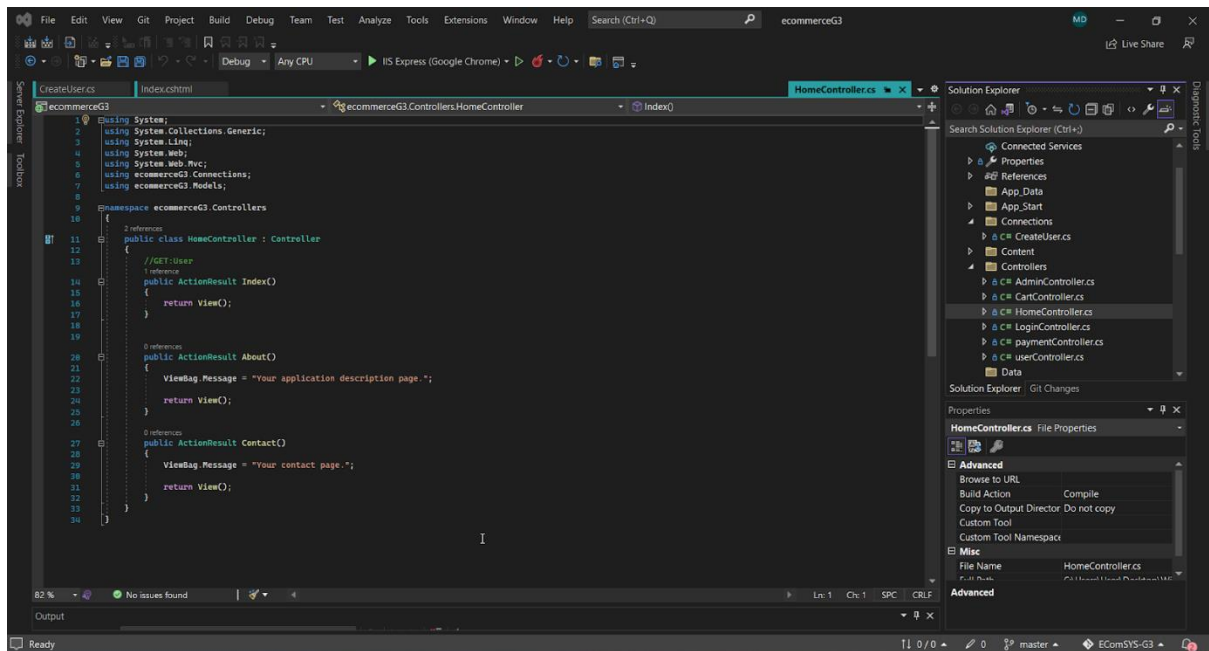 File Edit View Git Project Build Debug Team Test Analyze Tools Extensions Window Help Search (Ctrl+Q) ecommerceG3 MD
Live Share
Debug Any CPU IIS Express (Google Chrome)
Server Explorer
Toolbox
CreateUser.cs Index.cshtml HomeController.cs
ecommerceG3 ecommerceG3.Controllers.HomeController Index()
1 using System;
2 using System.Collections.Generic;
3 using System.Linq;
4 using System.Web;
5 using System.Web.Mvc;
6 using ecommerceG3.Connections;
7 using ecommerceG3.Models;
8
9 namespace ecommerceG3.Controllers
10 {
2 references
11 public class HomeController : Controller
12 {
13 //GET:User
1 reference
14 public ActionResult Index()
15 {
16 return View();
17 }
18
19
0 references
20 public ActionResult About()
21 {
22 ViewBag.Message = "Your application description page.";
23
24 return View();
25 }
26
0 references
27 public ActionResult Contact()
28 {
29 ViewBag.Message = "Your contact page.";
30
31 return View();
32 }
33 }
34 }
82 % No issues found Ln: 1 Ch: 1 SPC CRLF
Output
Solution Explorer
Search Solution Explorer (Ctrl+;)
Connected Services
Properties
References
App_Data
App_Start
Connections
C# CreateUser.cs
Content
Controllers
C# AdminController.cs
C# CartController.cs
C# HomeController.cs
C# LoginController.cs
C# paymentController.cs
C# userController.cs
Data
Solution Explorer Git Changes
Properties
HomeController.cs File Properties
Advanced
Browse to URL
Build Action Compile
Copy to Output Director Do not copy
Custom Tool
Custom Tool Namespace
Misc
File Name HomeController.cs
Full Path
Advanced
Diagnostic Tools
Ready 0 / 0 0 master EComSYS-G3 2